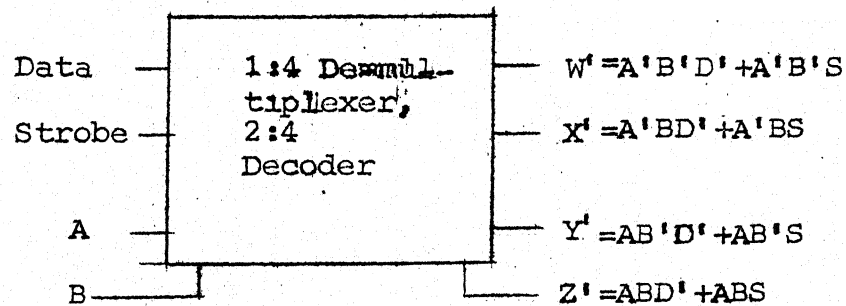 Data
Strobe
A
B
1:4 Demul-
tiplexer,
2:4
Decoder
W'=A'B'D'+A'B'S
X'=A'BD'+A'BS
Y'=AB'D'+AB'S
Z'=ABD'+ABS